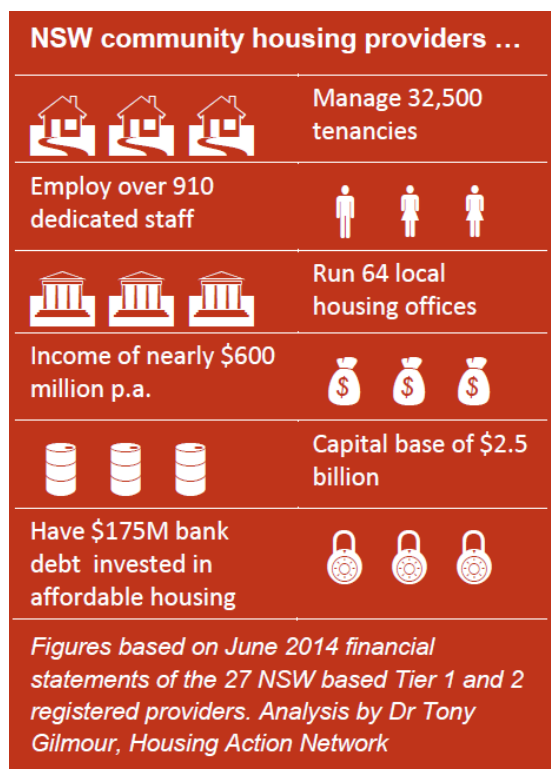 NSW community housing providers ...
Manage 32,500
tenancies
Employ over 910
dedicated staff
Run 64 local
housing offices
Income of nearly $600
million p.a.
$ $ $
Capital base of $2.5
billion
Have $175M bank
debt invested in
affordable housing
Figures based on June 2014 financial
statements of the 27 NSW based Tier 1 and 2
registered providers. Analysis by Dr Tony
Gilmour, Housing Action Network